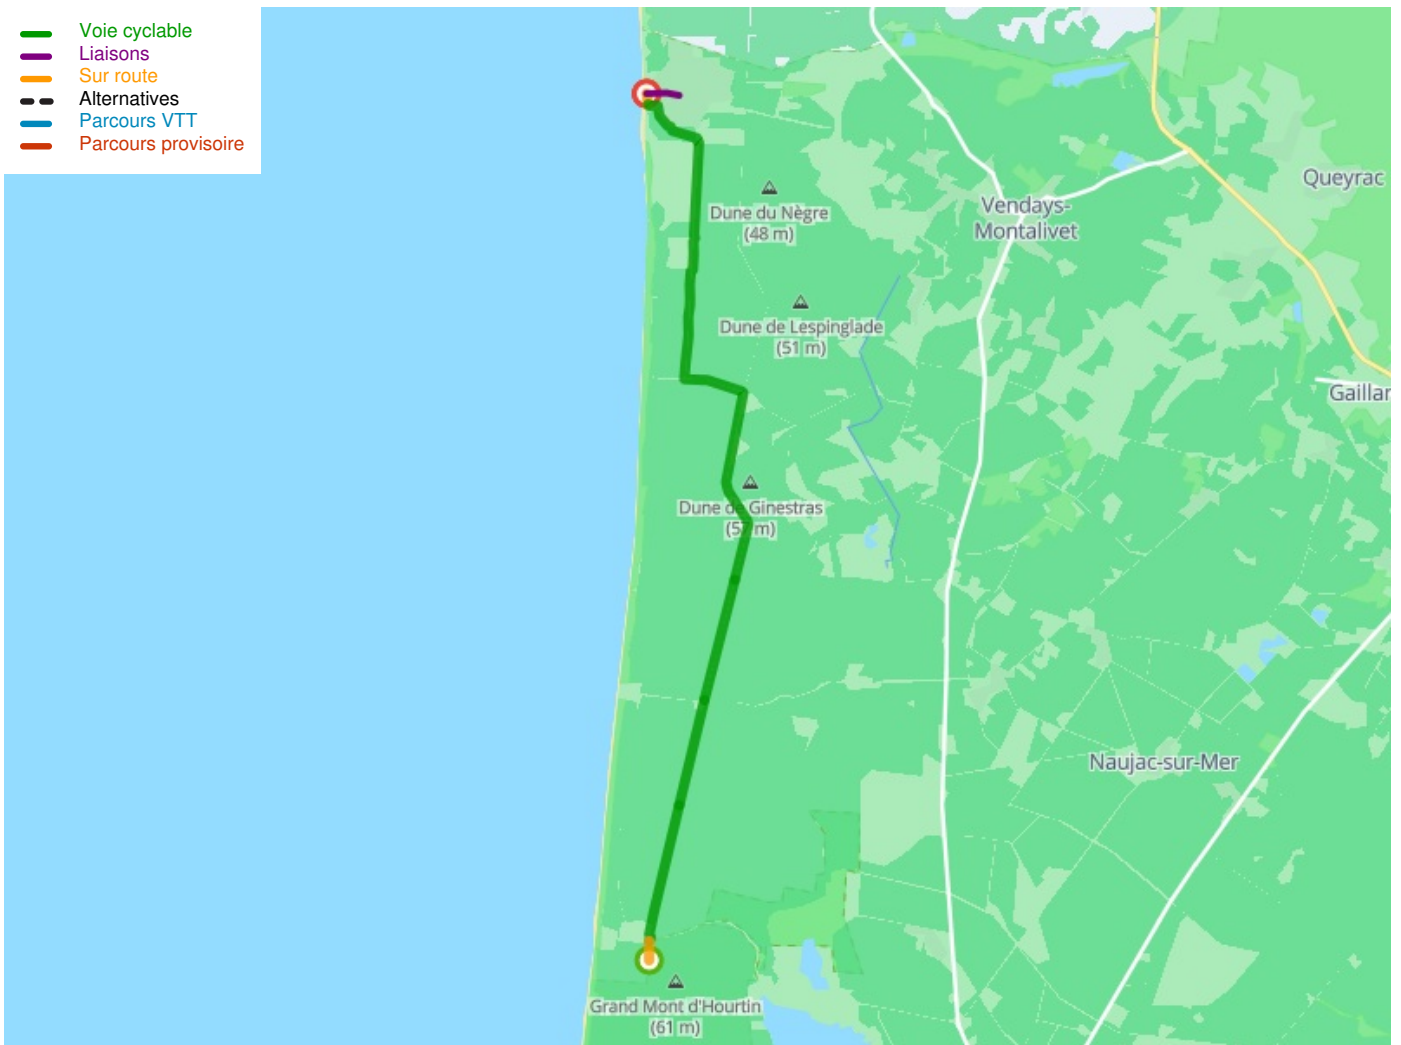 Voie cyclable
Liaisons
Sur route
Alternatives
Parcours VTT
Parcours provisoire
Queyrac
Vendays-
Montalivet
Dune du Nègre
(48 m)
Dune de Lespinglade
(51 m)
Gaillar
Dune de Ginestras
(57 m)
Naujac-sur-Mer
Grand Mont d'Hourtin
(61 m)